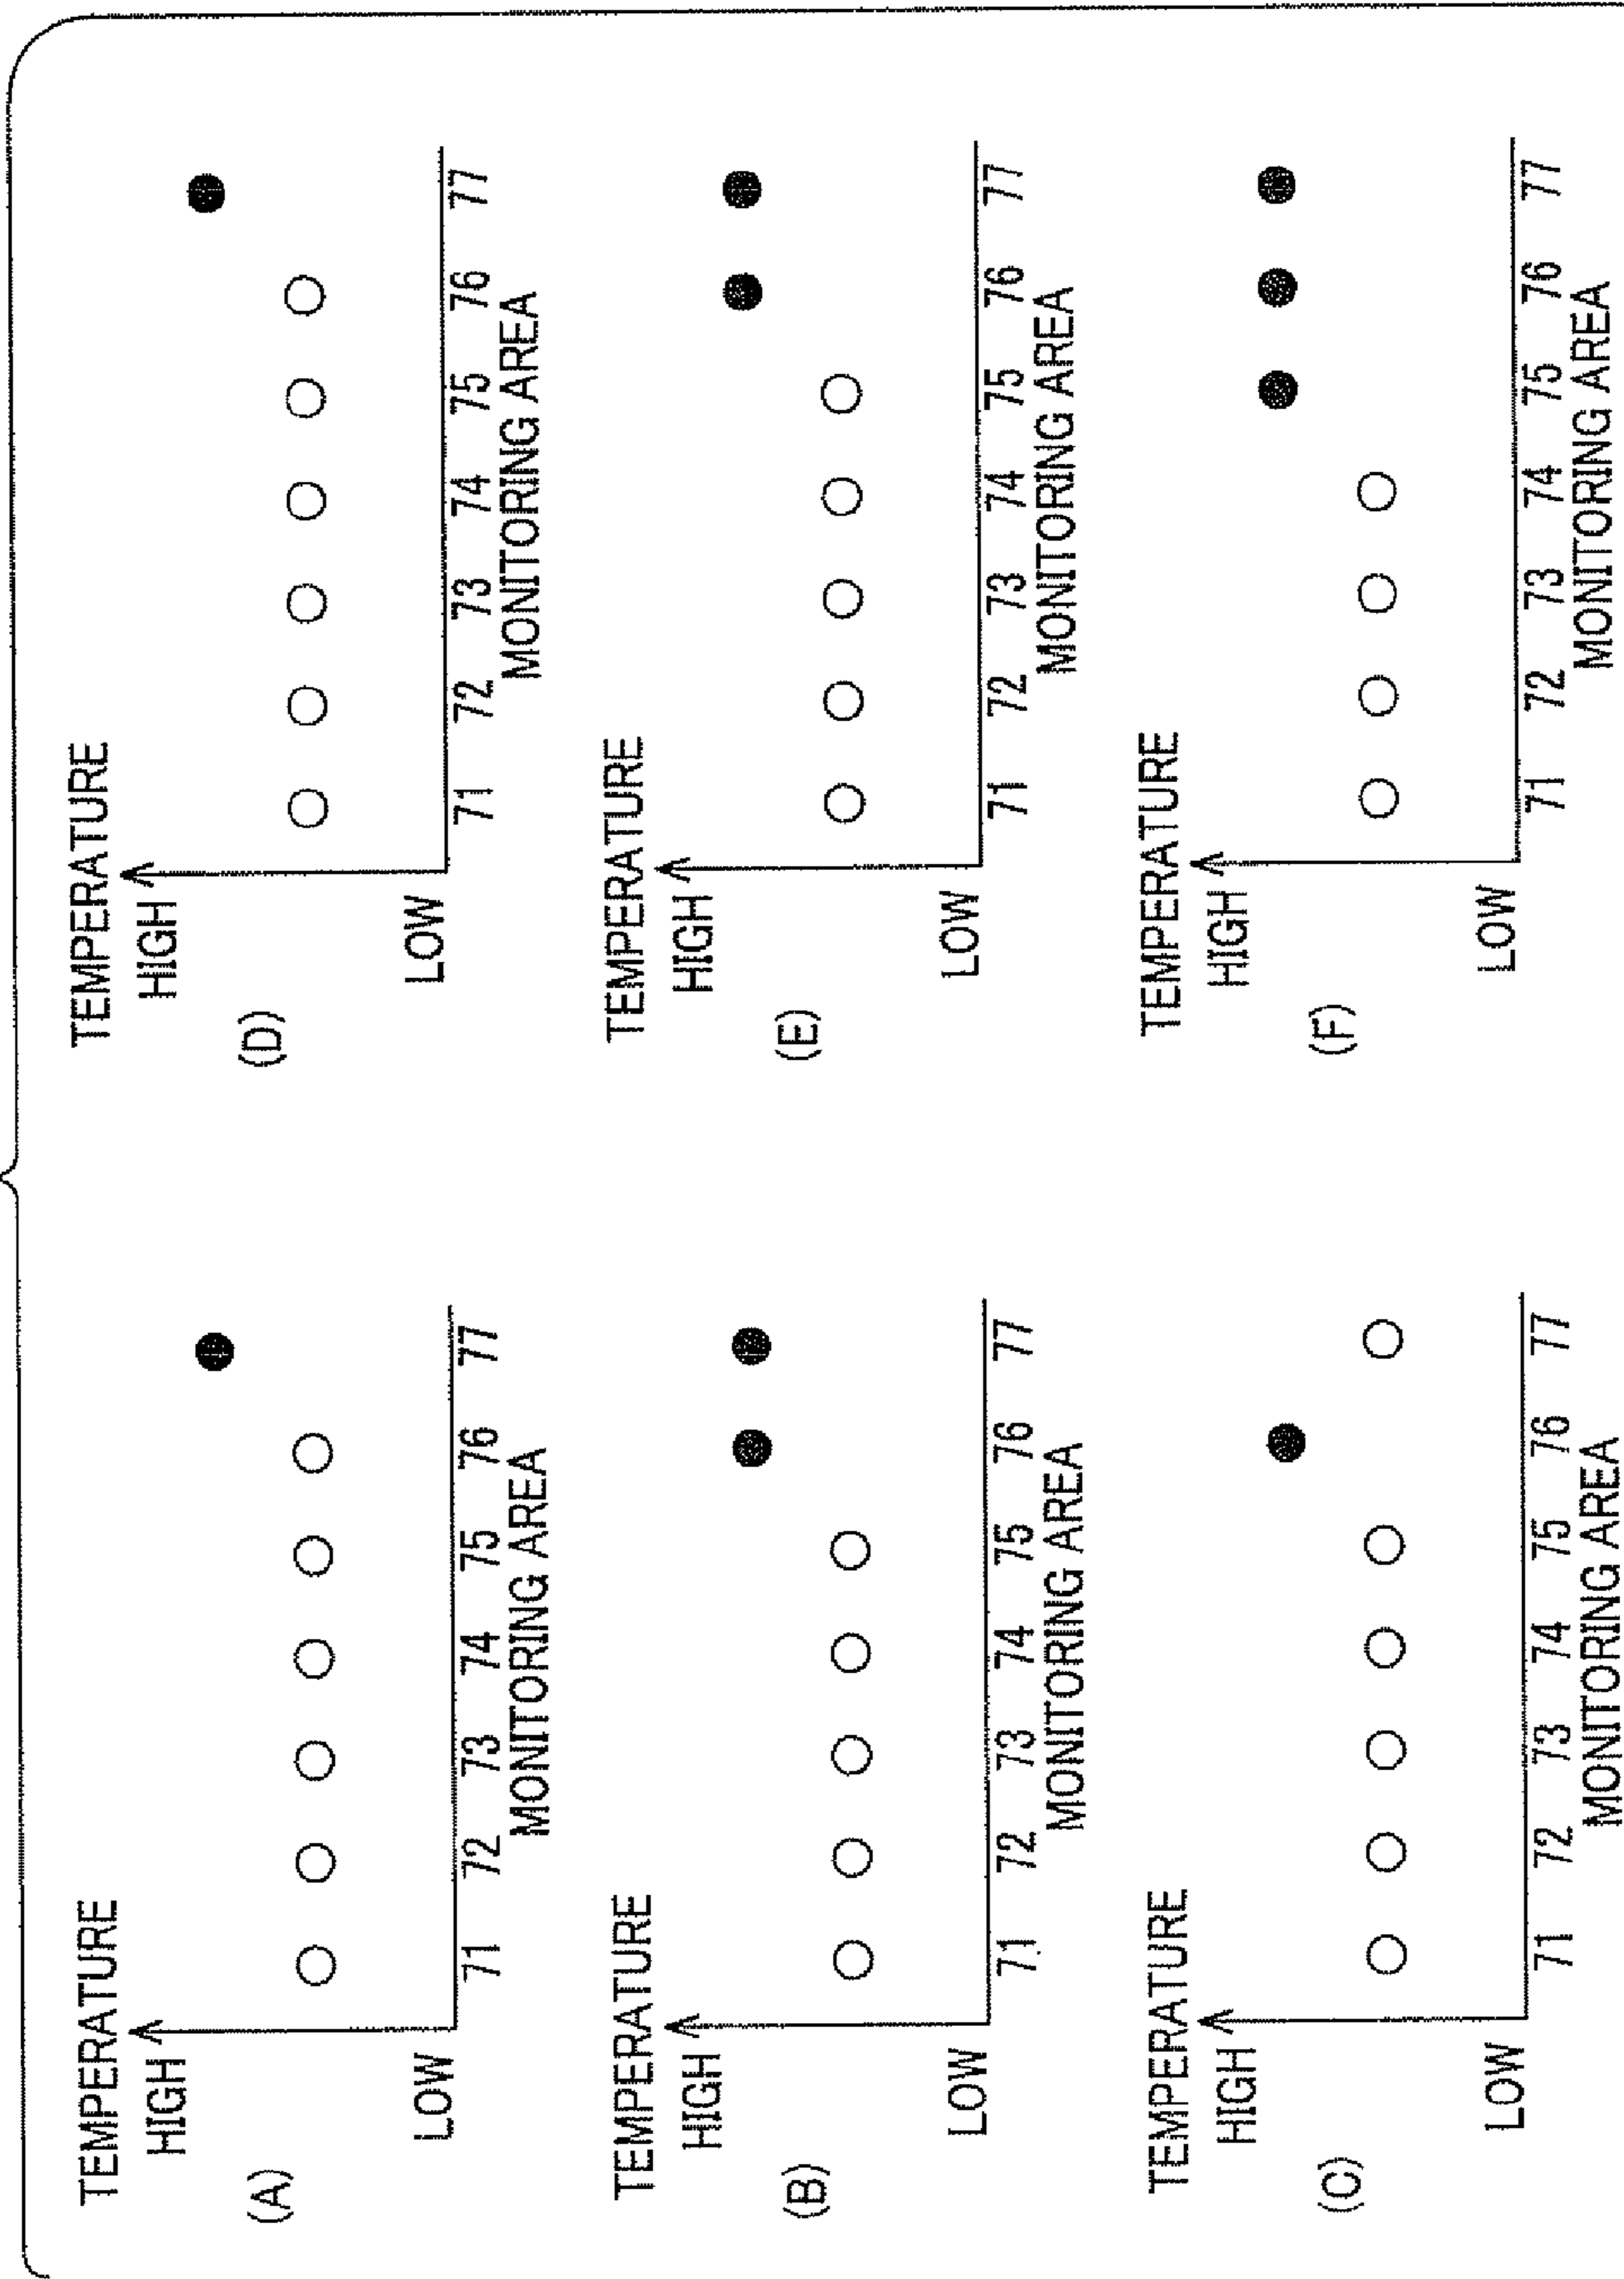 TEMPERATURE
HIGH
(A)
LOW
71 72 73 74 75 76 77
MONITORING AREA
TEMPERATURE
HIGH
(B)
LOW
71 72 73 74 75 76 77
MONITORING AREA
TEMPERATURE
HIGH
(C)
LOW
71 72 73 74 75 76 77
MONITORING AREA
TEMPERATURE
HIGH
(D)
LOW
71 72 73 74 75 76 77
MONITORING AREA
TEMPERATURE
HIGH
(E)
LOW
71 72 73 74 75 76 77
MONITORING AREA
TEMPERATURE
HIGH
(F)
LOW
71 72 73 74 75 76 77
MONITORING AREA